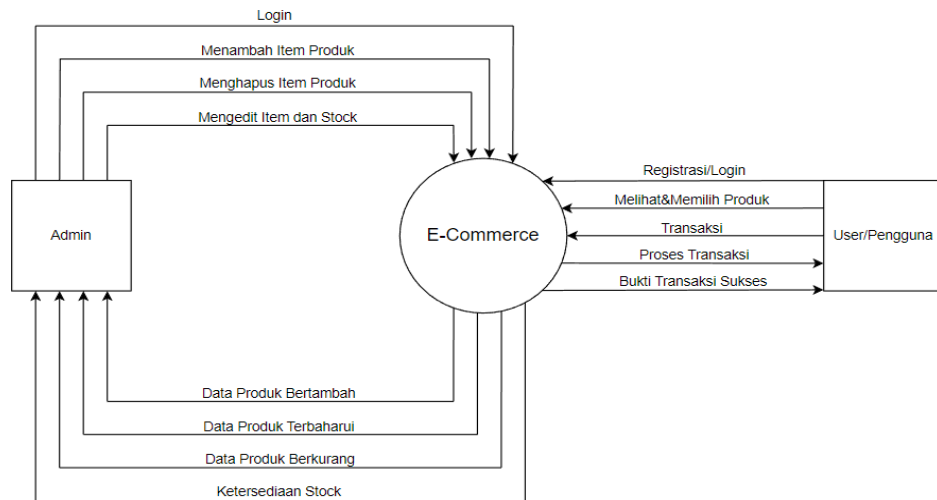 Login
Menambah Item Produk
Menghapus Item Produk
Mengedit Item dan Stock
Registrasi/Login
Melihat&Memilih Produk
Admin
E-Commerce
Transaksi
User/Pengguna
Proses Transaksi
Bukti Transaksi Sukses
Data Produk Bertambah
Data Produk Terbaharui
Data Produk Berkurang
Ketersediaan Stock